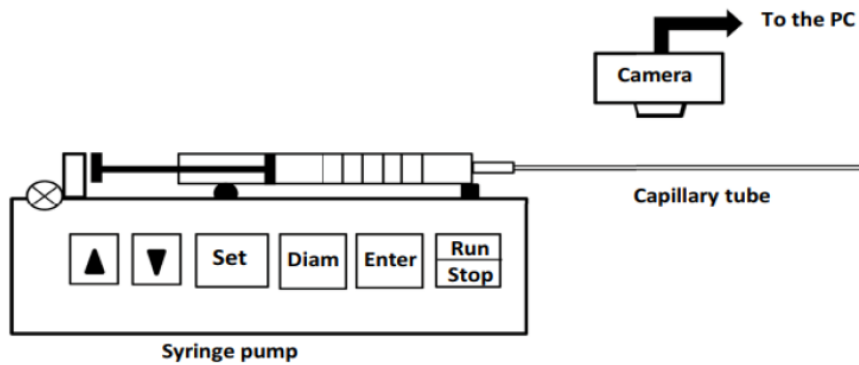 To the PC
Camera
Capillary tube
Set
Diam
Enter
Run
Stop
Syringe pump